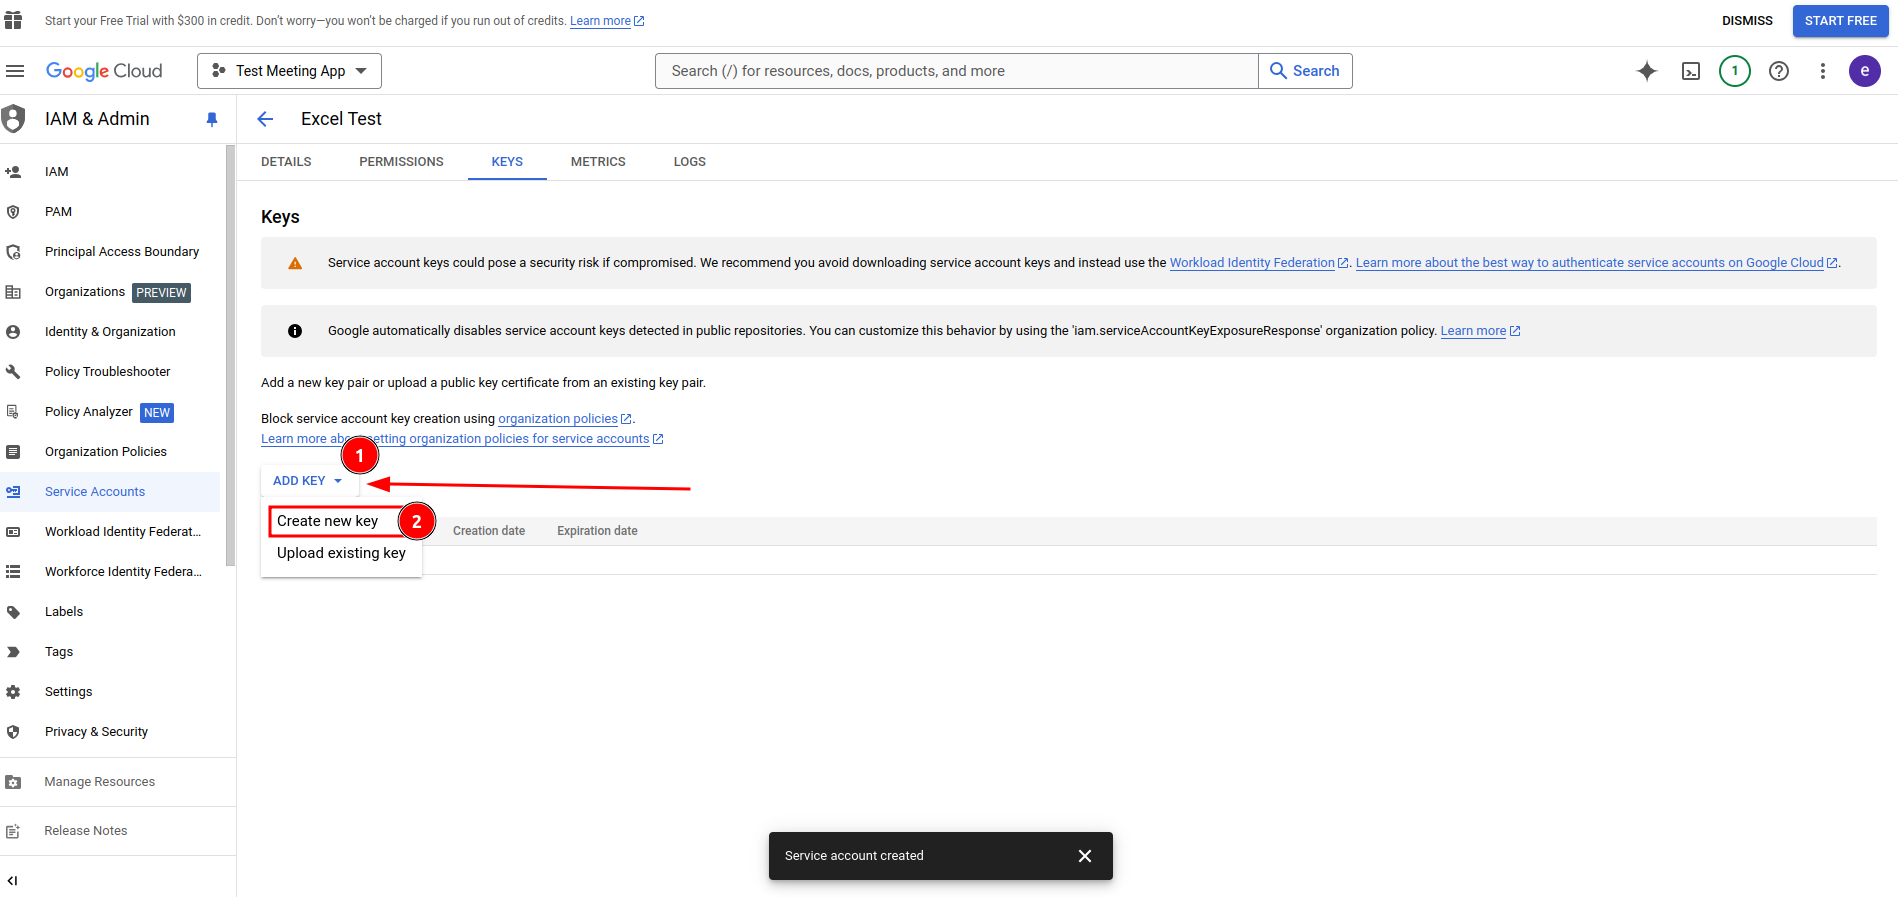 Start your Free Trial with $300 in credit. Don't worry—you won't be charged if you run out of credits. Learn more
DISMISS
START FREE
Google Cloud
Test Meeting App
Search (/) for resources, docs, products, and more
Search
1
e
IAM & Admin
Excel Test
DETAILS
PERMISSIONS
KEYS
METRICS
LOGS
IAM
PAM
Principal Access Boundary
Organizations PREVIEW
Identity & Organization
Policy Troubleshooter
Policy Analyzer NEW
Organization Policies
Service Accounts
Workload Identity Federat...
Workforce Identity Federa...
Labels
Tags
Settings
Privacy & Security
Manage Resources
Release Notes
Keys
Service account keys could pose a security risk if compromised. We recommend you avoid downloading service account keys and instead use the Workload Identity Federation. Learn more about the best way to authenticate service accounts on Google Cloud.
Google automatically disables service account keys detected in public repositories. You can customize this behavior by using the 'iam.serviceAccountKeyExposureResponse' organization policy. Learn more
Add a new key pair or upload a public key certificate from an existing key pair.
Block service account key creation using organization policies.
Learn more about setting organization policies for service accounts
1
ADD KEY
Create new key
2
Upload existing key
Creation date
Expiration date
Service account created